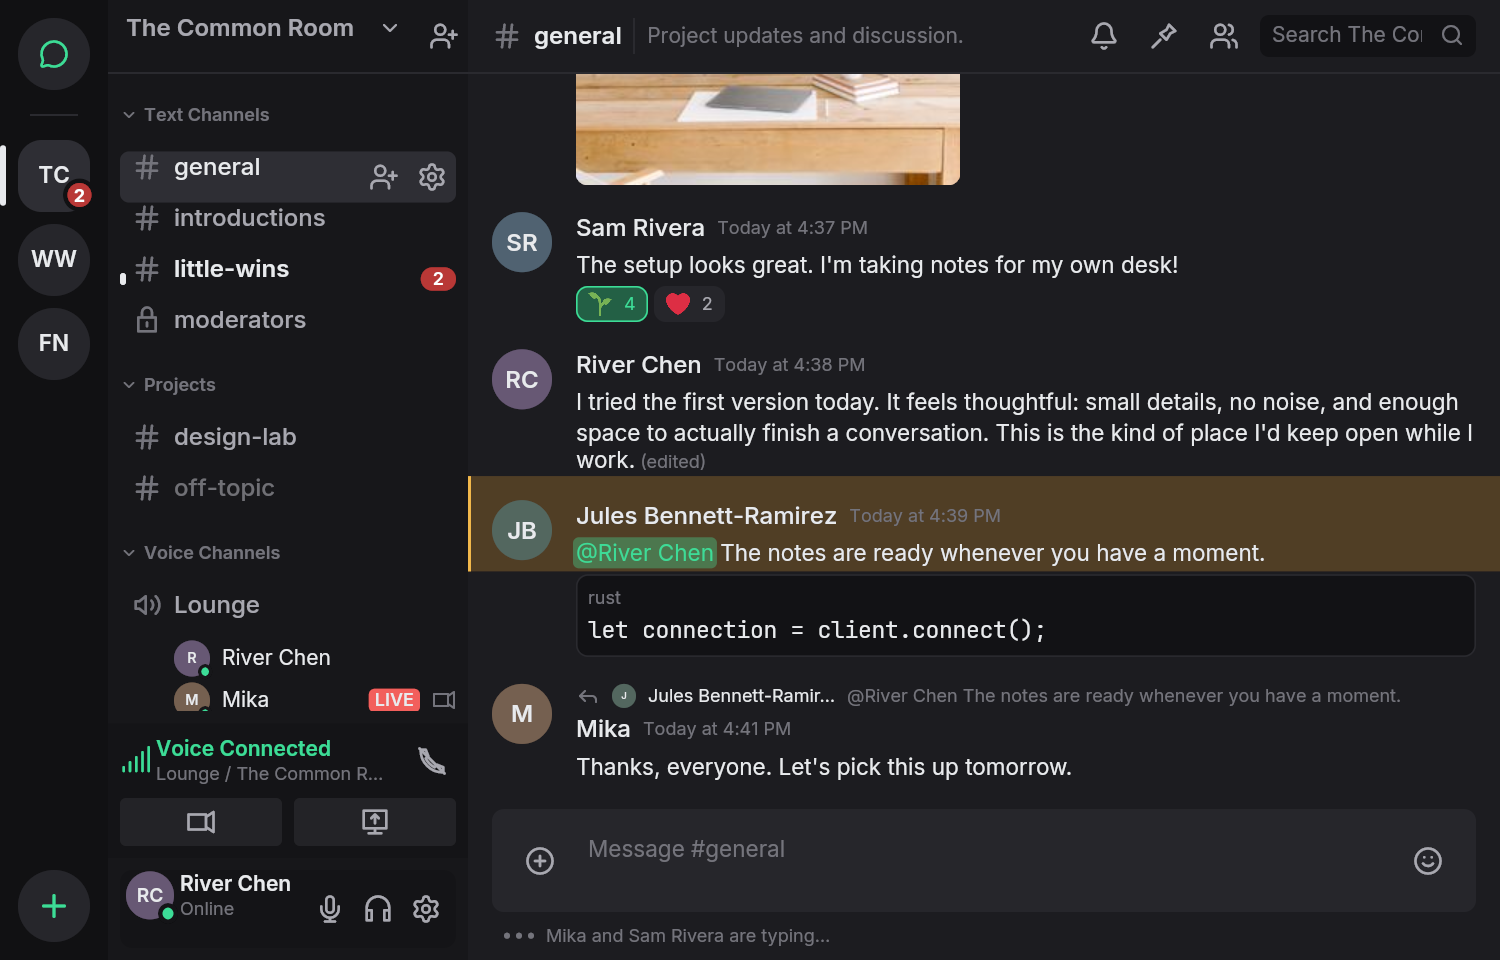 The Common Room
TC
2
WW
FN
Text Channels
general
introductions
little-wins
2
moderators
Projects
design-lab
off-topic
Voice Channels
Lounge
R
River Chen
M
Mika
LIVE
Voice Connected
Lounge / The Common R...
RC
River Chen
Online
general
Project updates and discussion.
Search The Co
SR
Sam Rivera Today at 4:37 PM
The setup looks great. I'm taking notes for my own desk!
4
2
RC
River Chen Today at 4:38 PM
I tried the first version today. It feels thoughtful: small details, no noise, and enough
space to actually finish a conversation. This is the kind of place I'd keep open while I
work. (edited)
JB
Jules Bennett-Ramirez Today at 4:39 PM
@River Chen The notes are ready whenever you have a moment.
rust
let connection = client.connect();
J
Jules Bennett-Ramir... @River Chen The notes are ready whenever you have a moment.
M
Mika Today at 4:41 PM
Thanks, everyone. Let's pick this up tomorrow.
Message #general
Mika and Sam Rivera are typing...